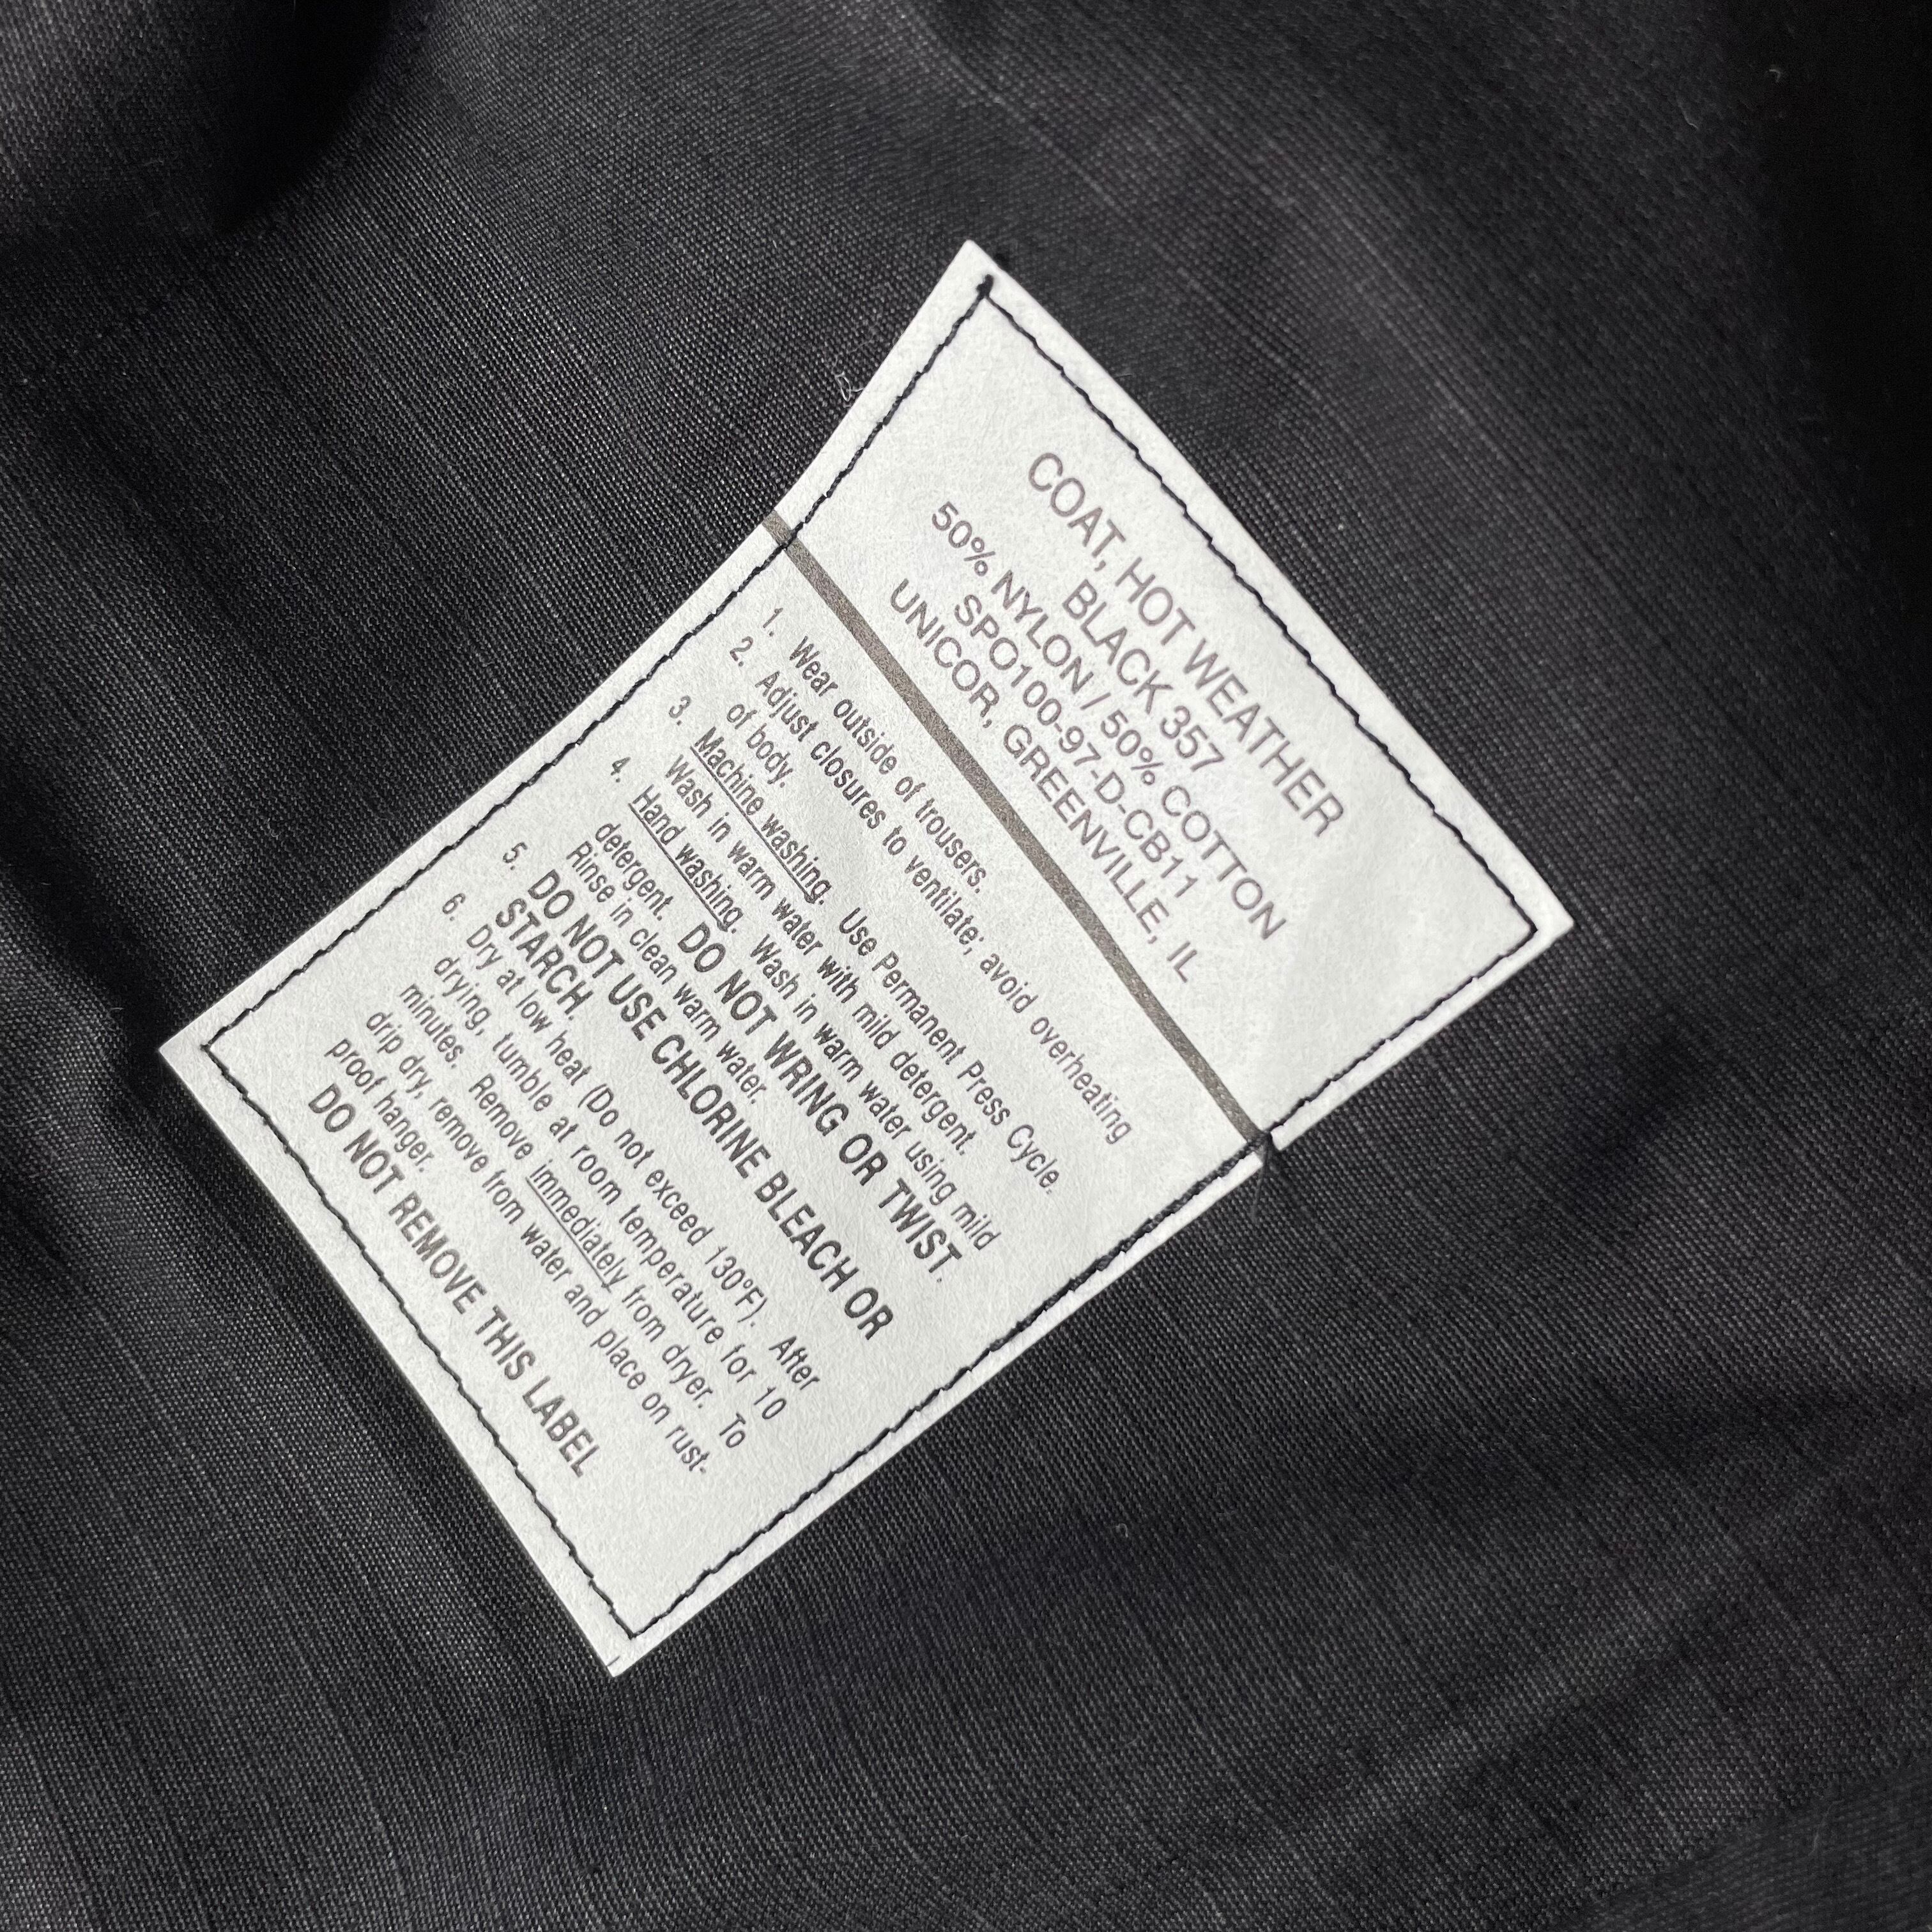 COAT, HOT WEATHER
BLACK 357
50% NYLON / 50% COTTON
SPO100-97-D-CB11
UNICOR, GREENVILLE, IL
1. Wear outside of trousers.
2. Adjust closures to ventilate; avoid overheating
of body.
3. Machine washing. Use Permanent Press Cycle.
Wash in warm water with mild detergent.
4. Hand washing. Wash in warm water using mild
detergent. DO NOT WRING OR TWIST.
Rinse in clean warm water.
5. DO NOT USE CHLORINE BLEACH OR
STARCH.
6. Dry at low heat (Do not exceed 130°F). After
drying, tumble at room temperature for 10
minutes. Remove immediately from dryer. To
drip dry, remove from water and place on rust-
proof hanger.
DO NOT REMOVE THIS LABEL